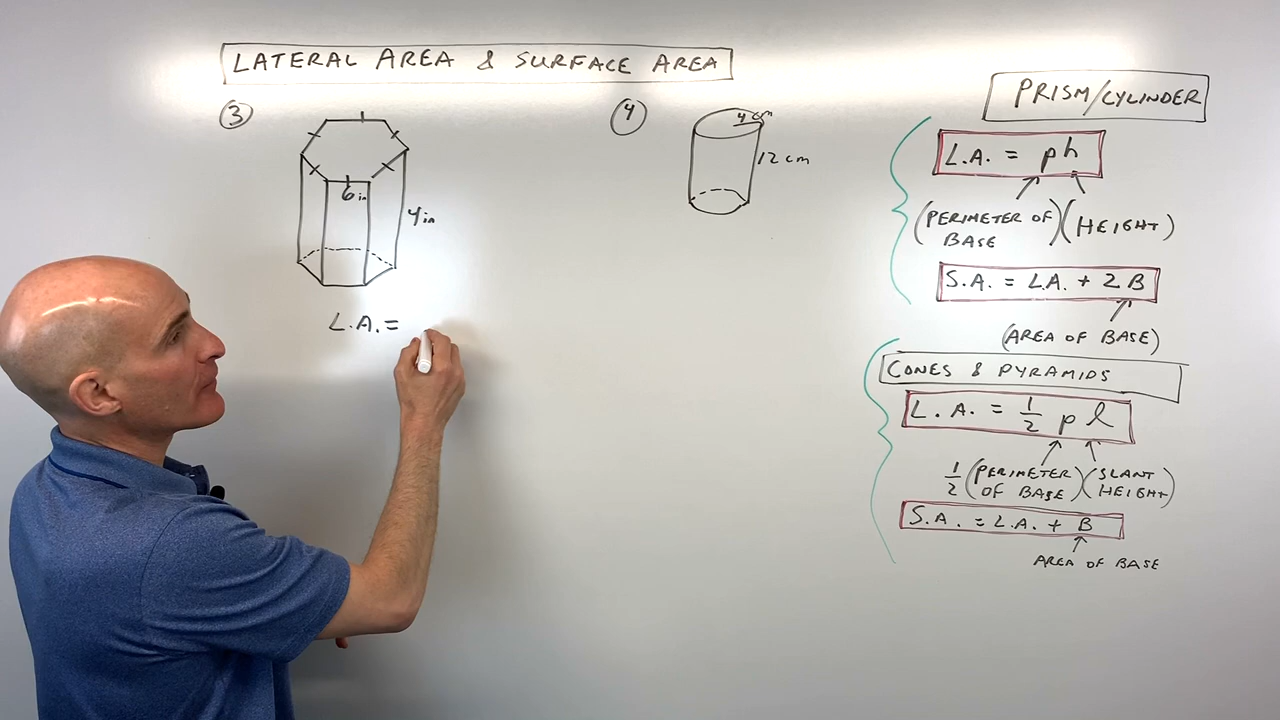 LATERAL AREA & SURFACE AREA
③
6 in
4 in
L.A. =
④
4 cm
12 cm
PRISM/CYLINDER
L.A. = ph
(PERIMETER OF BASE)(HEIGHT)
S.A. = L.A. + 2B
(AREA OF BASE)
CONES & PYRAMIDS
L.A. = 1/2 p l
1/2 (PERIMETER OF BASE)(SLANT HEIGHT)
S.A. = L.A. + B
AREA OF BASE